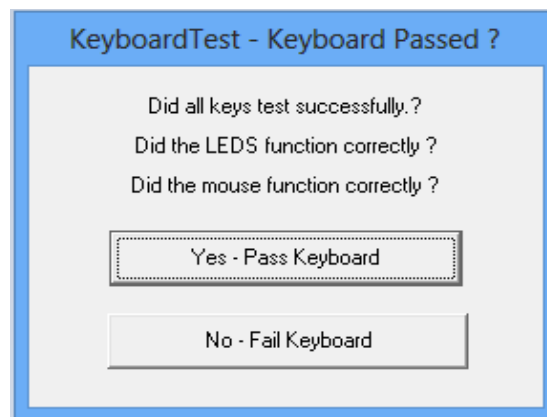 KeyboardTest - Keyboard Passed ?
Did all keys test successfully.?
Did the LEDS function correctly ?
Did the mouse function correctly ?
Yes - Pass Keyboard
No - Fail Keyboard